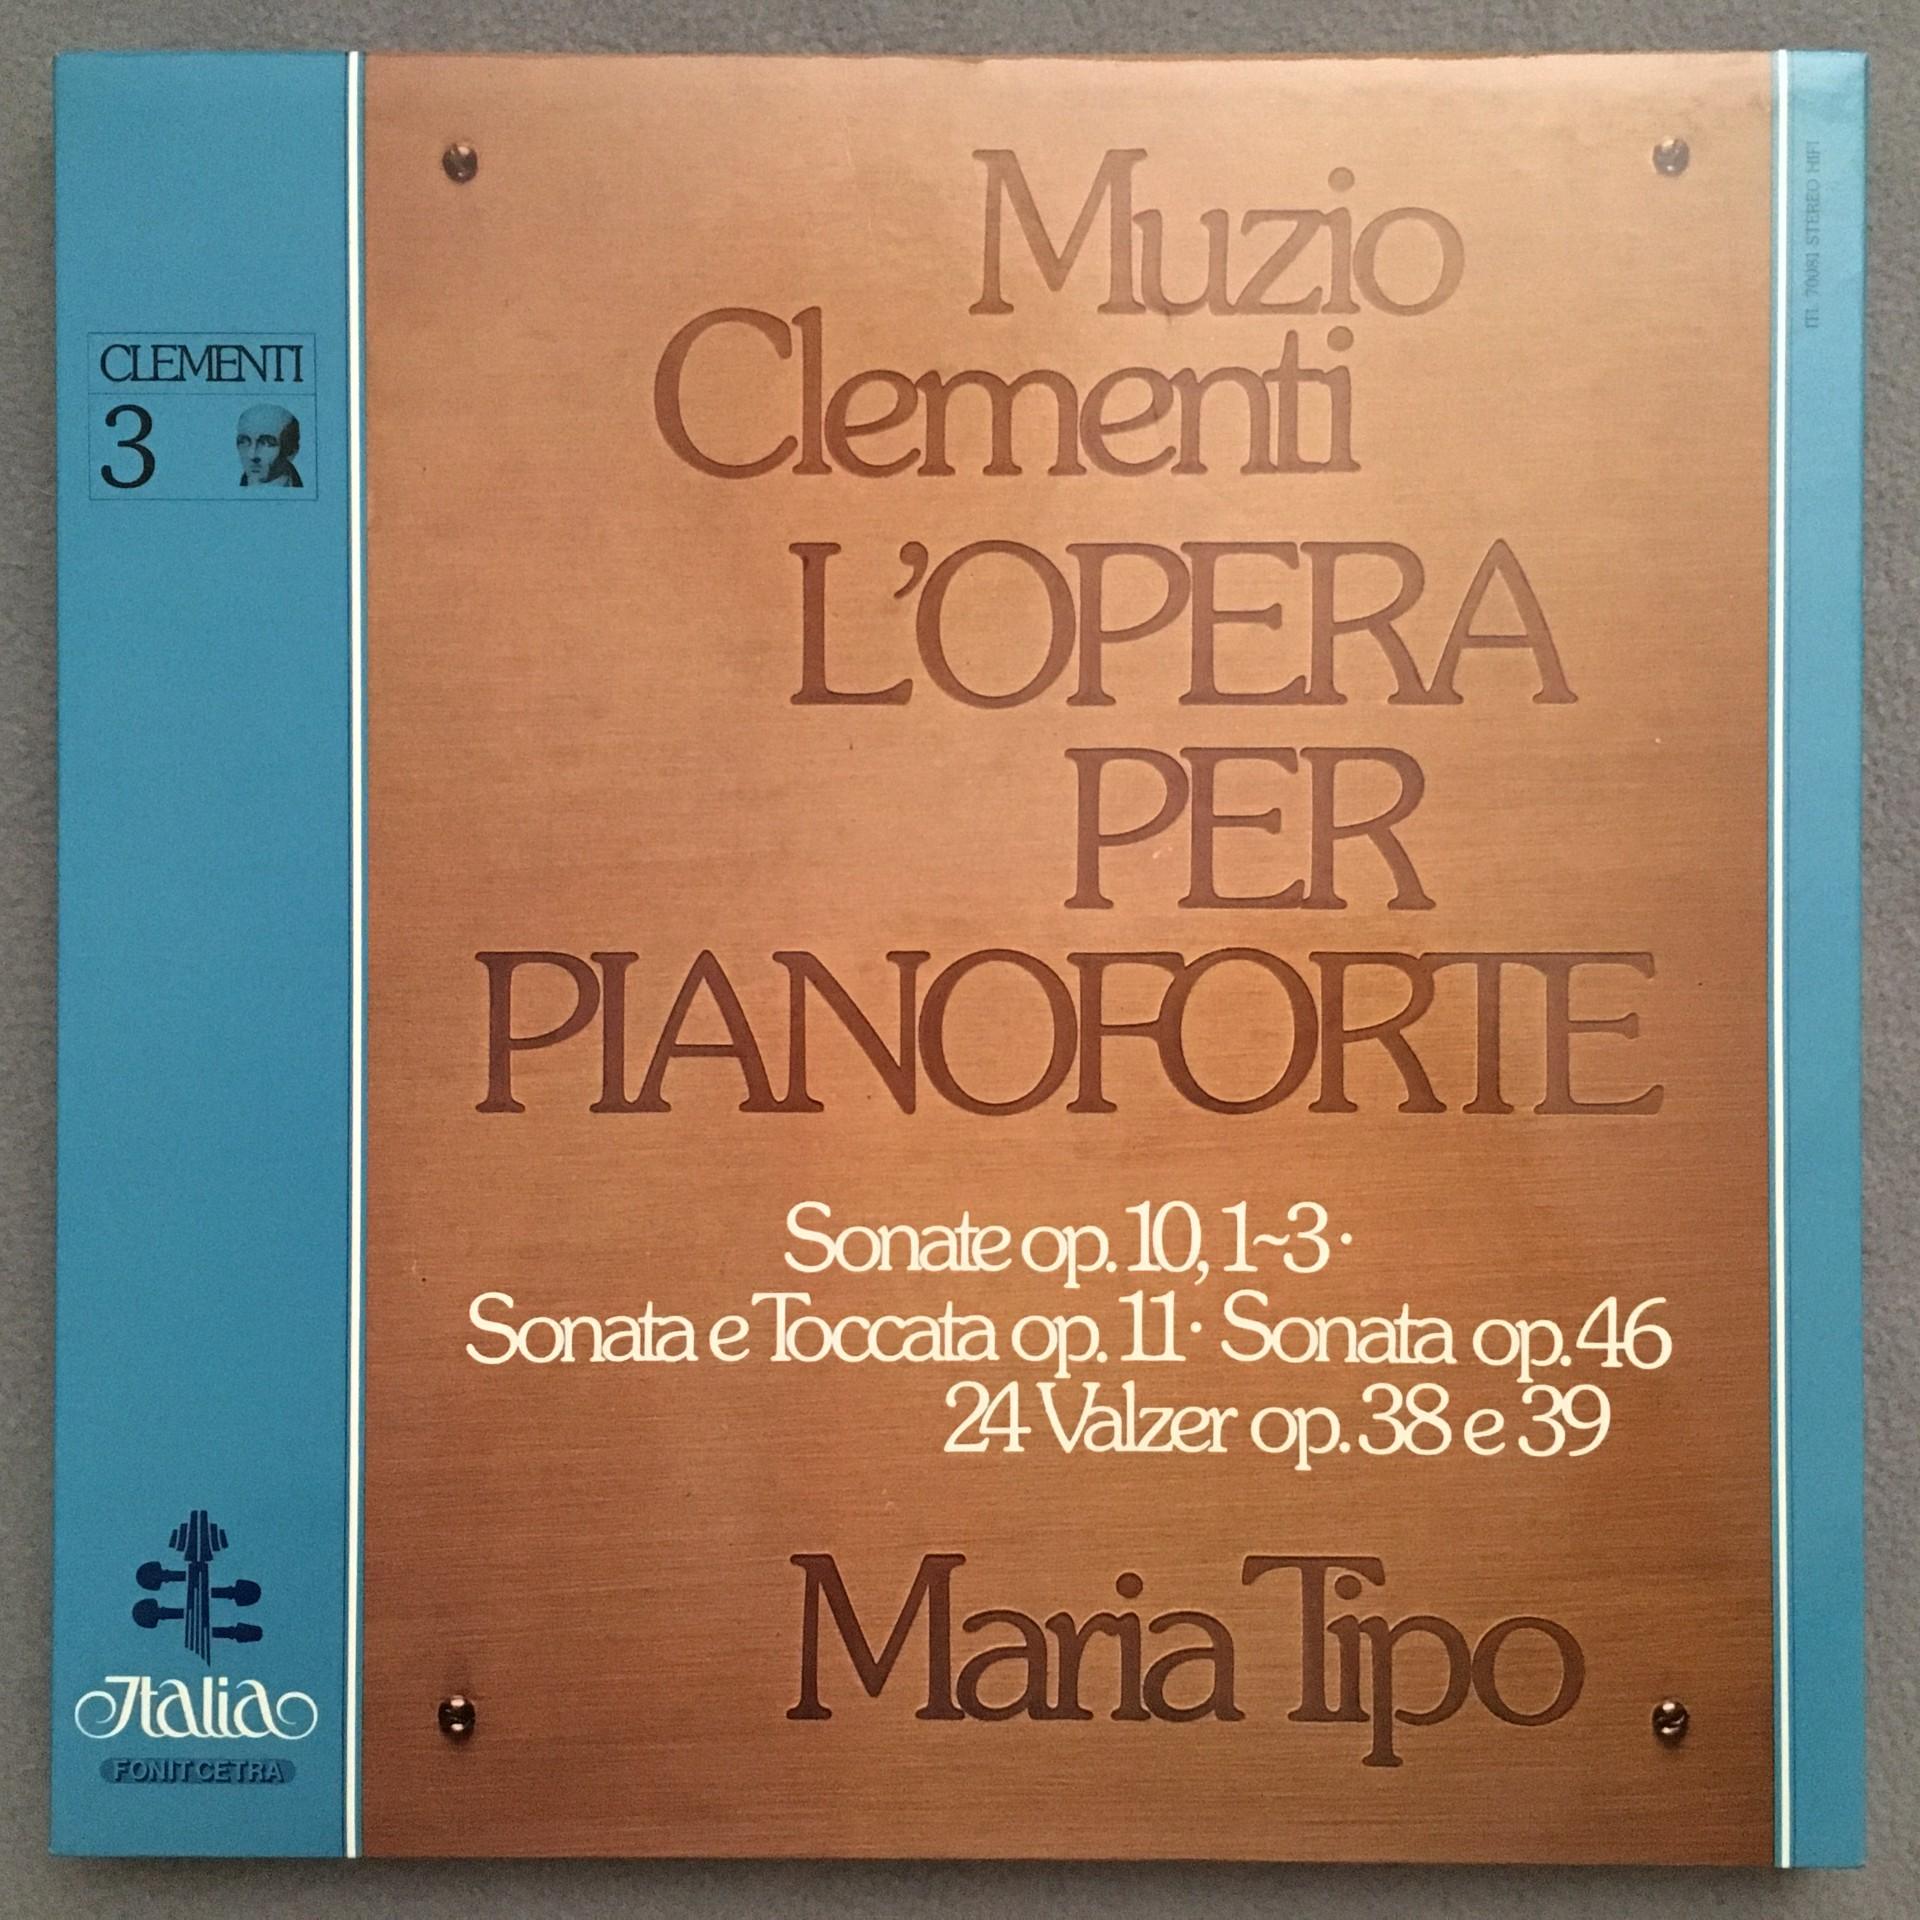 Muzio
Clementi
L'OPERA
PER
PIANOFORTE
Sonate op. 10, 1~3·
Sonata e Toccata op. 11· Sonata op. 46
24 Valzer op. 38 e 39
Maria Tipo
CLEMENTI
3
Italia
FONIT CETRA
ITL 70081 STEREO HIFI